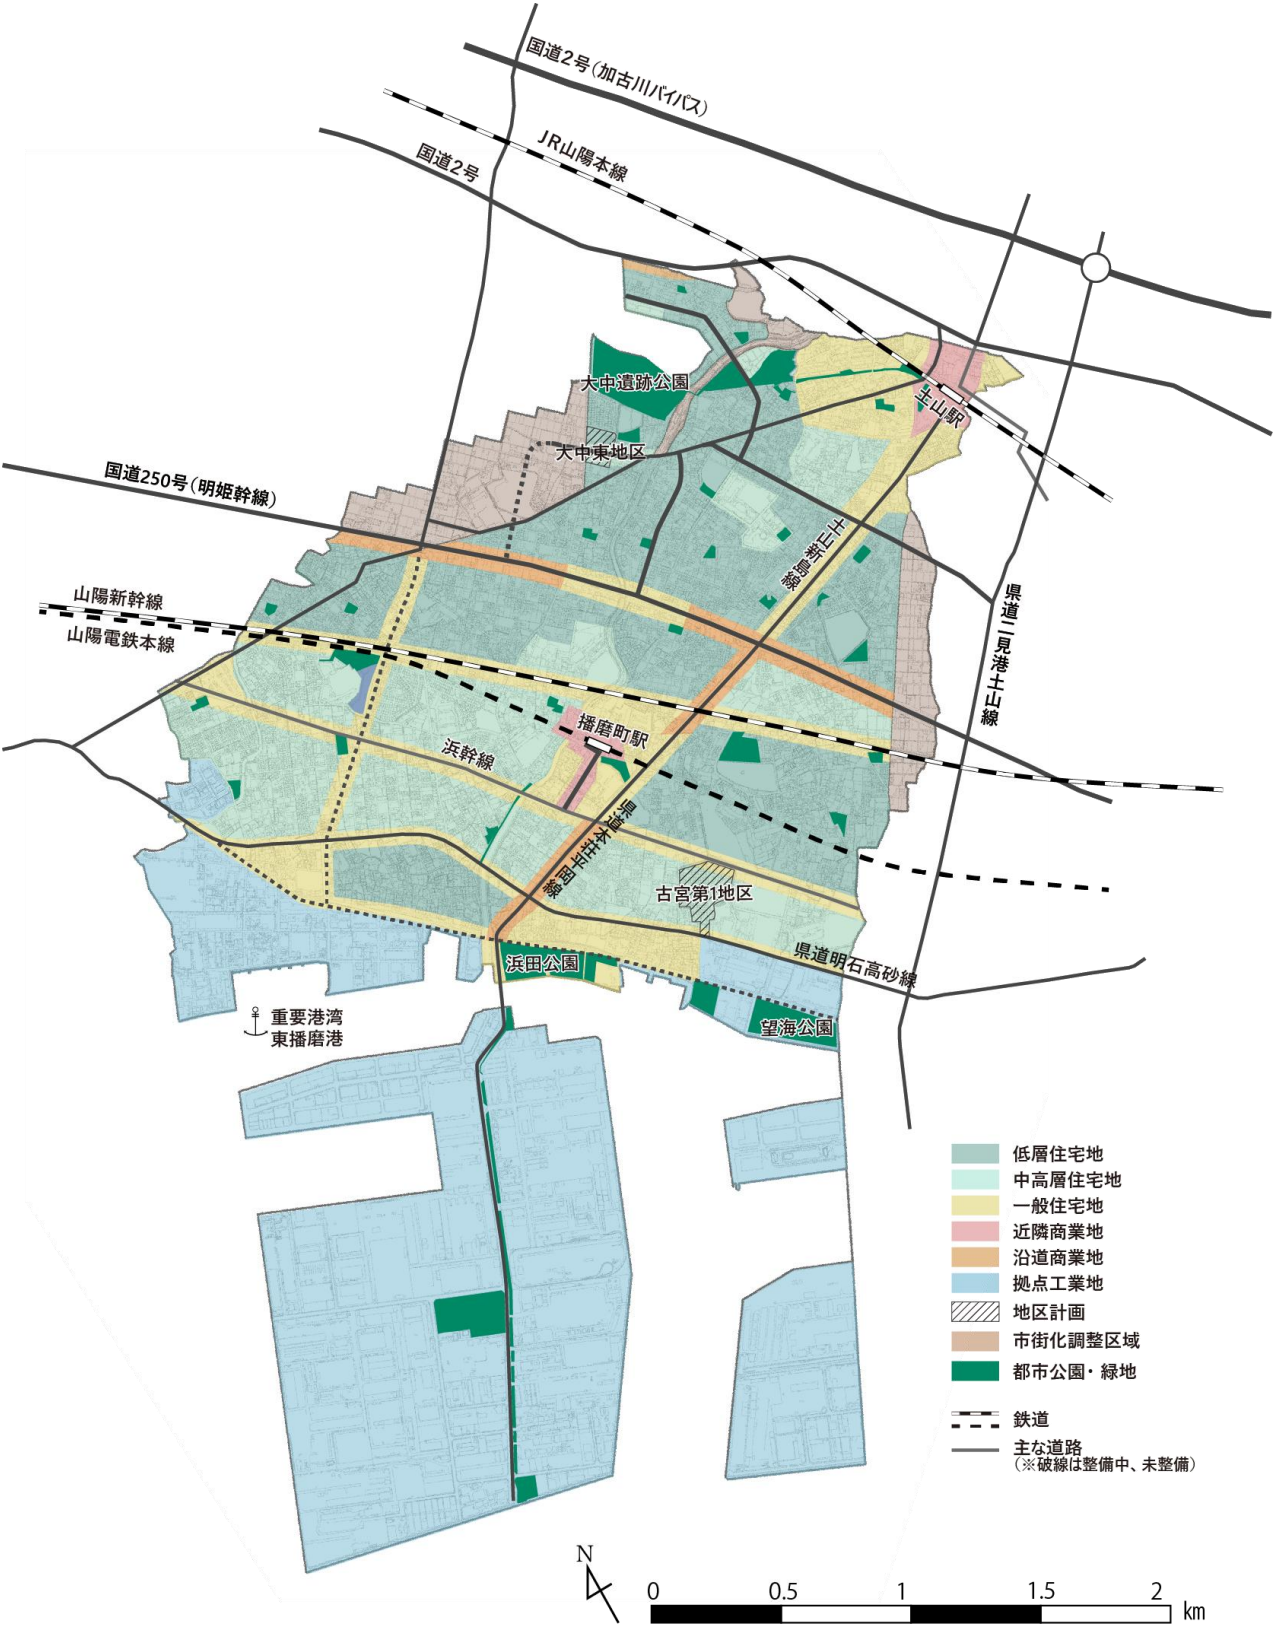 国道2号(加古川バイパス)
JR山陽本線
国道2号
大中遺跡公園
土山駅
大中東地区
国道250号(明姫幹線)
土山新島線
山陽新幹線
山陽電鉄本線
県道二見港土山線
播磨町駅
浜幹線
県道本荘平岡線
古宮第1地区
県道明石高砂線
浜田公園
望海公園
重要港湾
東播磨港
低層住宅地
中高層住宅地
一般住宅地
近隣商業地
沿道商業地
拠点工業地
地区計画
市街化調整区域
都市公園・緑地
鉄道
主な道路
(※破線は整備中、未整備)
N
0 0.5 1 1.5 2 km